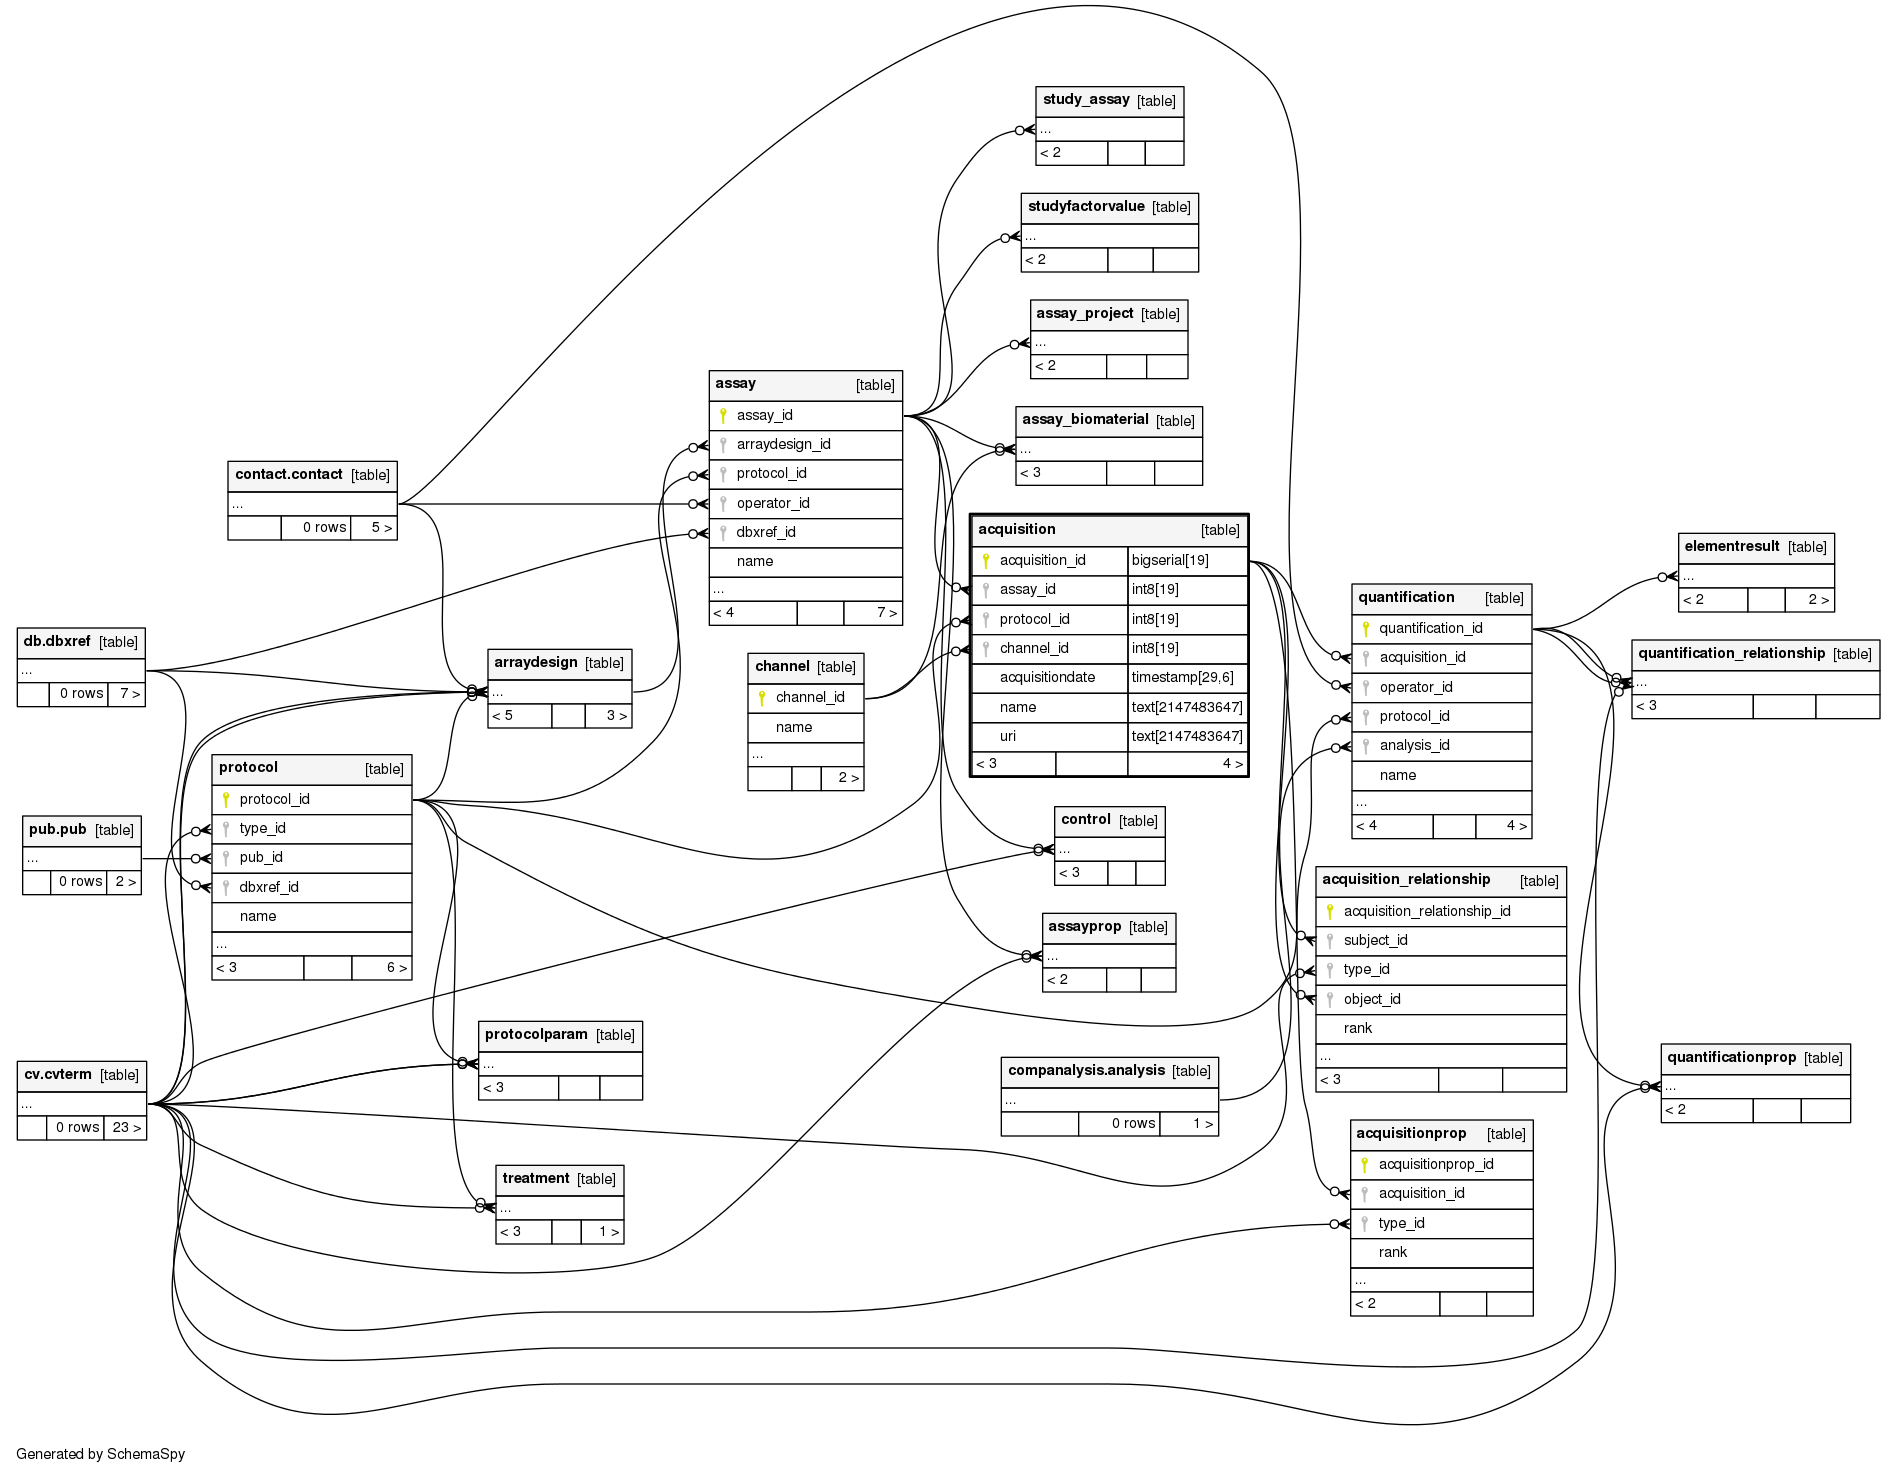 study_assay [table]
...
< 2
studyfactorvalue [table]
...
< 2
assay_project [table]
...
< 2
assay_biomaterial [table]
...
< 3
assay [table]
assay_id
arraydesign_id
protocol_id
operator_id
dbxref_id
name
...
< 4 7 >
contact.contact [table]
...
0 rows 5 >
acquisition [table]
acquisition_id bigserial[19]
assay_id int8[19]
protocol_id int8[19]
channel_id int8[19]
acquisitiondate timestamp[29,6]
name text[2147483647]
uri text[2147483647]
< 3 4 >
elementresult [table]
...
< 2 2 >
quantification [table]
quantification_id
acquisition_id
operator_id
protocol_id
analysis_id
name
...
< 4 4 >
quantification_relationship [table]
...
< 3
db.dbxref [table]
...
0 rows 7 >
arraydesign [table]
...
< 5 3 >
channel [table]
channel_id
name
...
2 >
protocol [table]
protocol_id
type_id
pub_id
dbxref_id
name
...
< 3 6 >
pub.pub [table]
...
0 rows 2 >
control [table]
...
< 3
assayprop [table]
...
< 2
acquisition_relationship [table]
acquisition_relationship_id
subject_id
type_id
object_id
rank
...
< 3
protocolparam [table]
...
< 3
cv.cvterm [table]
...
0 rows 23 >
companalysis.analysis [table]
...
0 rows 1 >
quantificationprop [table]
...
< 2
acquisitionprop [table]
acquisitionprop_id
acquisition_id
type_id
rank
...
< 2
treatment [table]
...
< 3 1 >
Generated by SchemaSpy